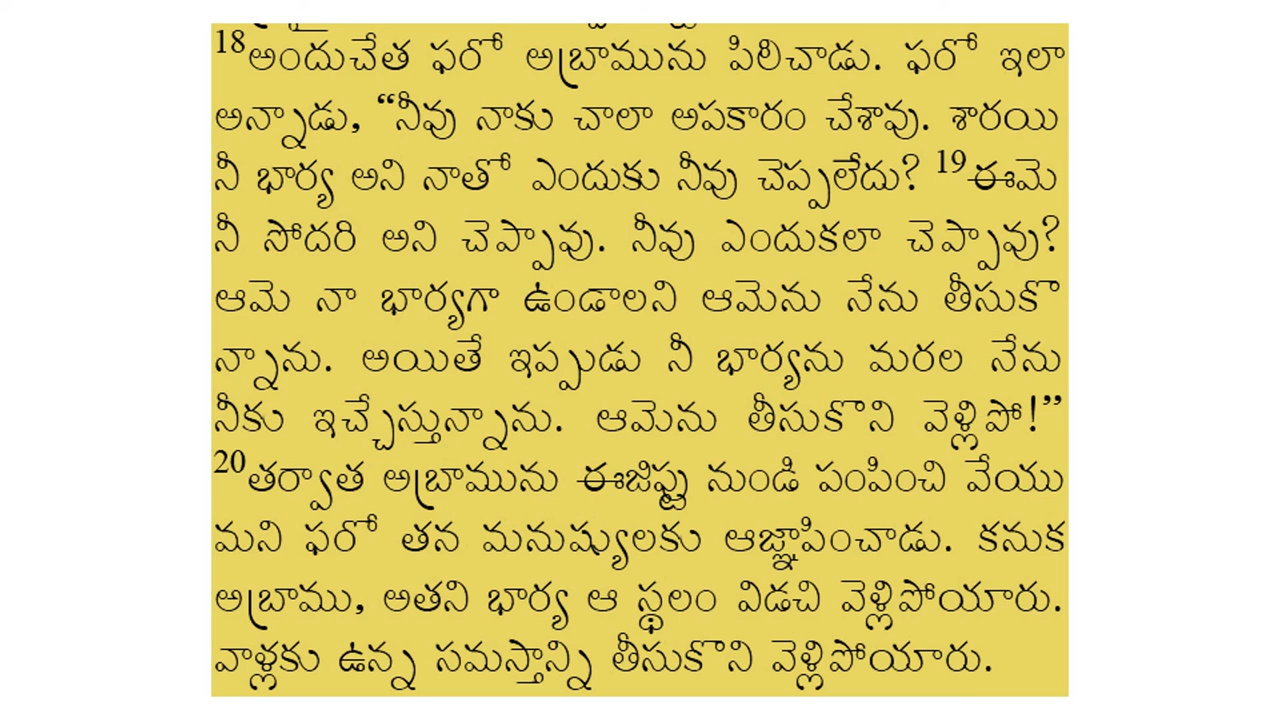 18అందుచేత ఫరో అబ్రామును పిలిచాడు. ఫరో ఇలా
అన్నాడు, “నీవు నాకు చాలా అపకారం చేశావు. శారయి
నీ భార్య అని నాతో ఎందుకు నీవు చెప్పలేదు? 19ఈమె
నీ సోదరి అని చెప్పావు. నీవు ఎందుకలా చెప్పావు?
ఆమె నా భార్యగా ఉండాలని ఆమెను నేను తీసుకొ
న్నాను. అయితే ఇప్పుడు నీ భార్యను మరల నేను
నీకు ఇచ్చేస్తున్నాను. ఆమెను తీసుకొని వెళ్లిపో!”
20తర్వాత అబ్రామును ఈజిప్టు నుండి పంపించి వేయు
మని ఫరో తన మనుష్యులకు ఆజ్ఞాపించాడు. కనుక
అబ్రాము, అతని భార్య ఆ స్థలం విడచి వెళ్లిపోయారు.
వాళ్లకు ఉన్న సమస్తాన్ని తీసుకొని వెళ్లిపోయారు.